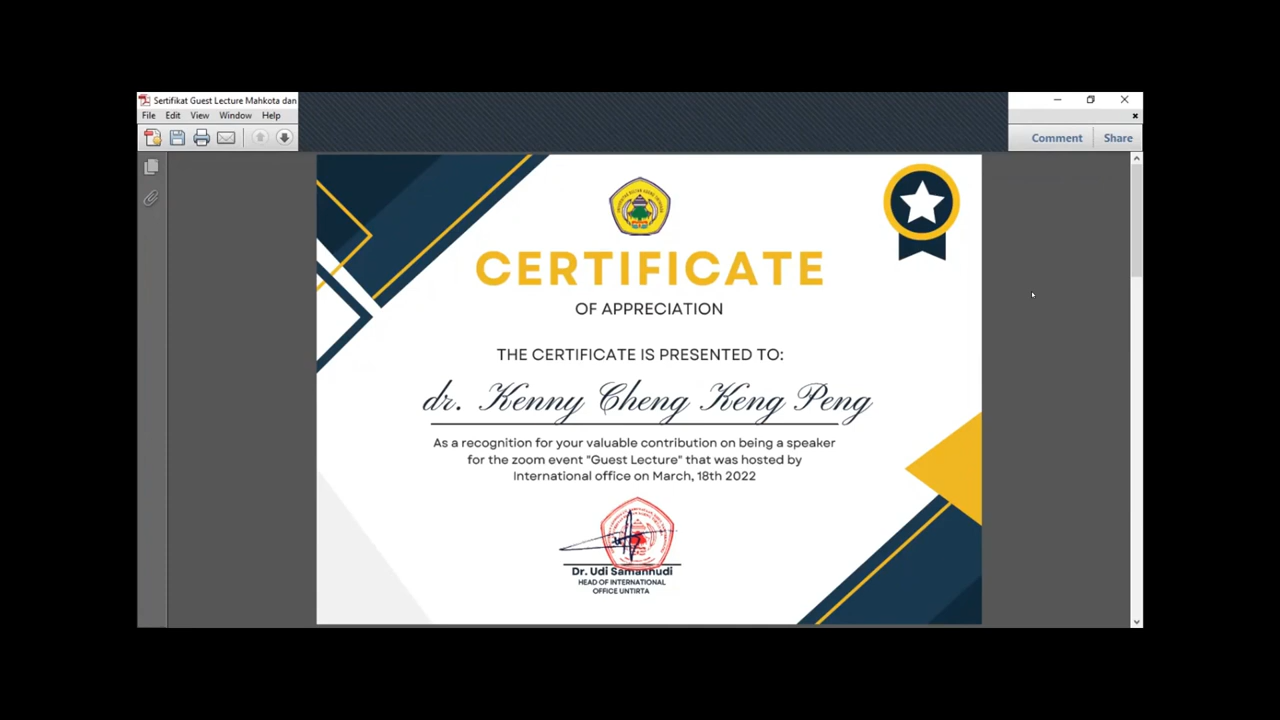 Sertifikat Guest Lecture Mahkota dan
File Edit View Window Help
Comment Share
CERTIFICATE
OF APPRECIATION
THE CERTIFICATE IS PRESENTED TO:
dr. Kenny Cheng Keng Peng
As a recognition for your valuable contribution on being a speaker
for the zoom event "Guest Lecture" that was hosted by
International office on March, 18th 2022
Dr. Udi Samanhudi
HEAD OF INTERNATIONAL
OFFICE UNTIRTA